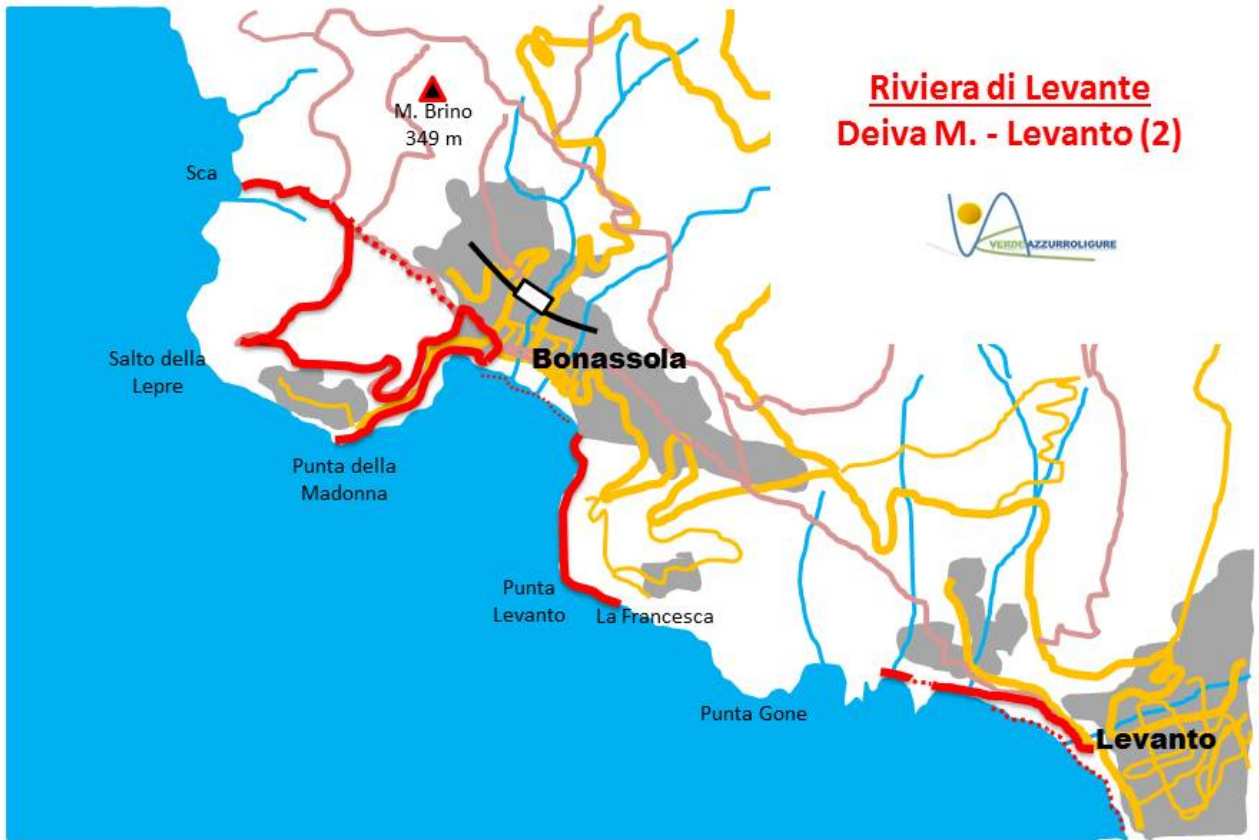 Riviera di Levante
Deiva M. - Levanto (2)
VERDEAZZURROLIGURE
M. Brino
349 m
Sca
Salto della
Lepre
Bonassola
Punta della
Madonna
Punta
Levanto
La Francesca
Punta Gone
Levanto